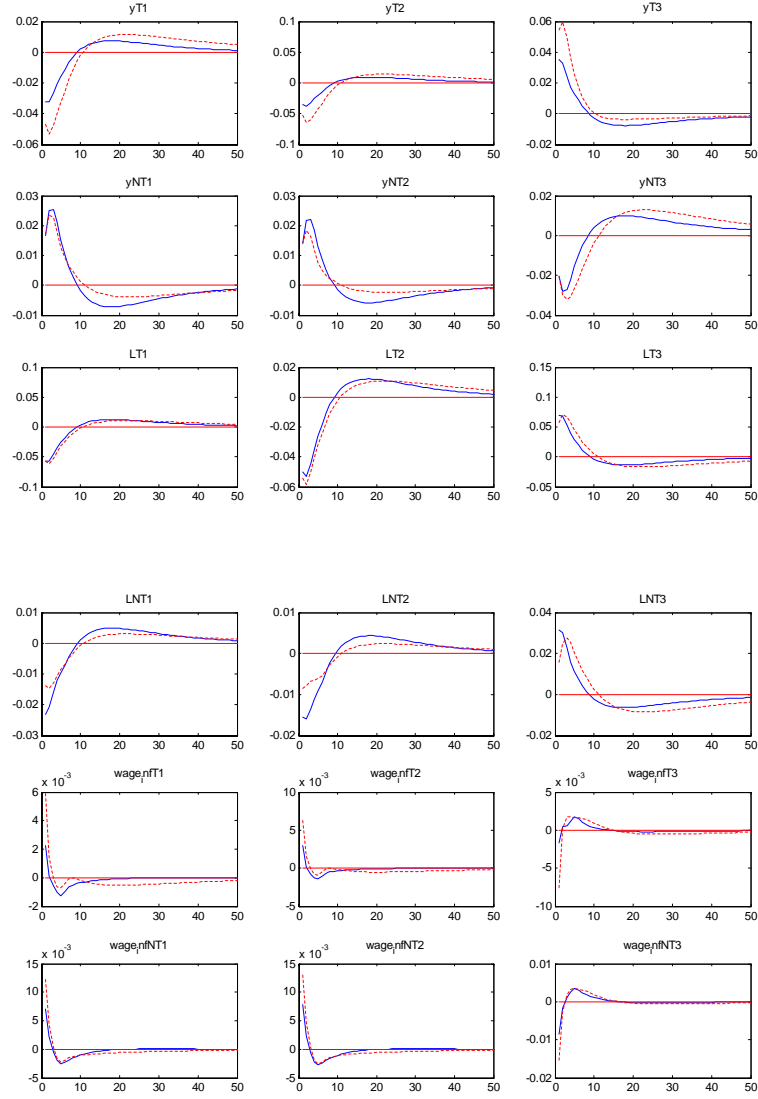 yT1 yT2 yT3
0.02 0.1 0.06
0 0.05 0.04
-0.02 0 0.02
-0.04 -0.05 0
-0.06 -0.1 -0.02
0 10 20 30 40 50 0 10 20 30 40 50 0 10 20 30 40 50
yNT1 yNT2 yNT3
0.03 0.03 0.02
0.02 0.02 0
0.01 0.01 -0.02
0 0 -0.04
-0.01 -0.01
0 10 20 30 40 50 0 10 20 30 40 50 0 10 20 30 40 50
LT1 LT2 LT3
0.1 0.02 0.15
0.05 0 0.1
0 -0.02 0.05
-0.05 -0.04 0
-0.1 -0.06 -0.05
0 10 20 30 40 50 0 10 20 30 40 50 0 10 20 30 40 50
LNT1 LNT2 LNT3
0.01 0.01 0.04
0 0 0.02
-0.01 -0.01 0
-0.02 -0.02 -0.02
-0.03
0 10 20 30 40 50 0 10 20 30 40 50 0 10 20 30 40 50
wageinfT1 wageinfT2 wageinfT3
x 10-3 x 10-3 x 10-3
6 10 5
4 5 0
2 0 -5
0 -5 -10
-2
0 10 20 30 40 50 0 10 20 30 40 50 0 10 20 30 40 50
wageinfNT1 wageinfNT2 wageinfNT3
x 10-3 x 10-3
15 15 0.01
10 10 0
5 5 -0.01
0 0 -0.02
-5 -5
0 10 20 30 40 50 0 10 20 30 40 50 0 10 20 30 40 50